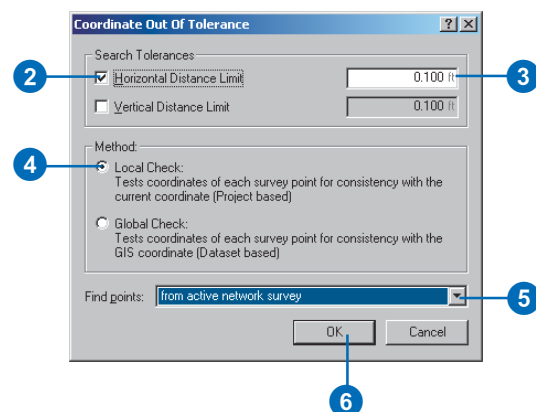 Coordinate Out Of Tolerance
Search Tolerances
2
Horizontal Distance Limit
0.100 ft
3
Vertical Distance Limit
0.100 ft
Method:
4
Local Check:
Tests coordinates of each survey point for consistency with the
current coordinate (Project based)
Global Check:
Tests coordinates of each survey point for consistency with the
GIS coordinate (Dataset based)
Find points:
from active network survey
5
OK
Cancel
6